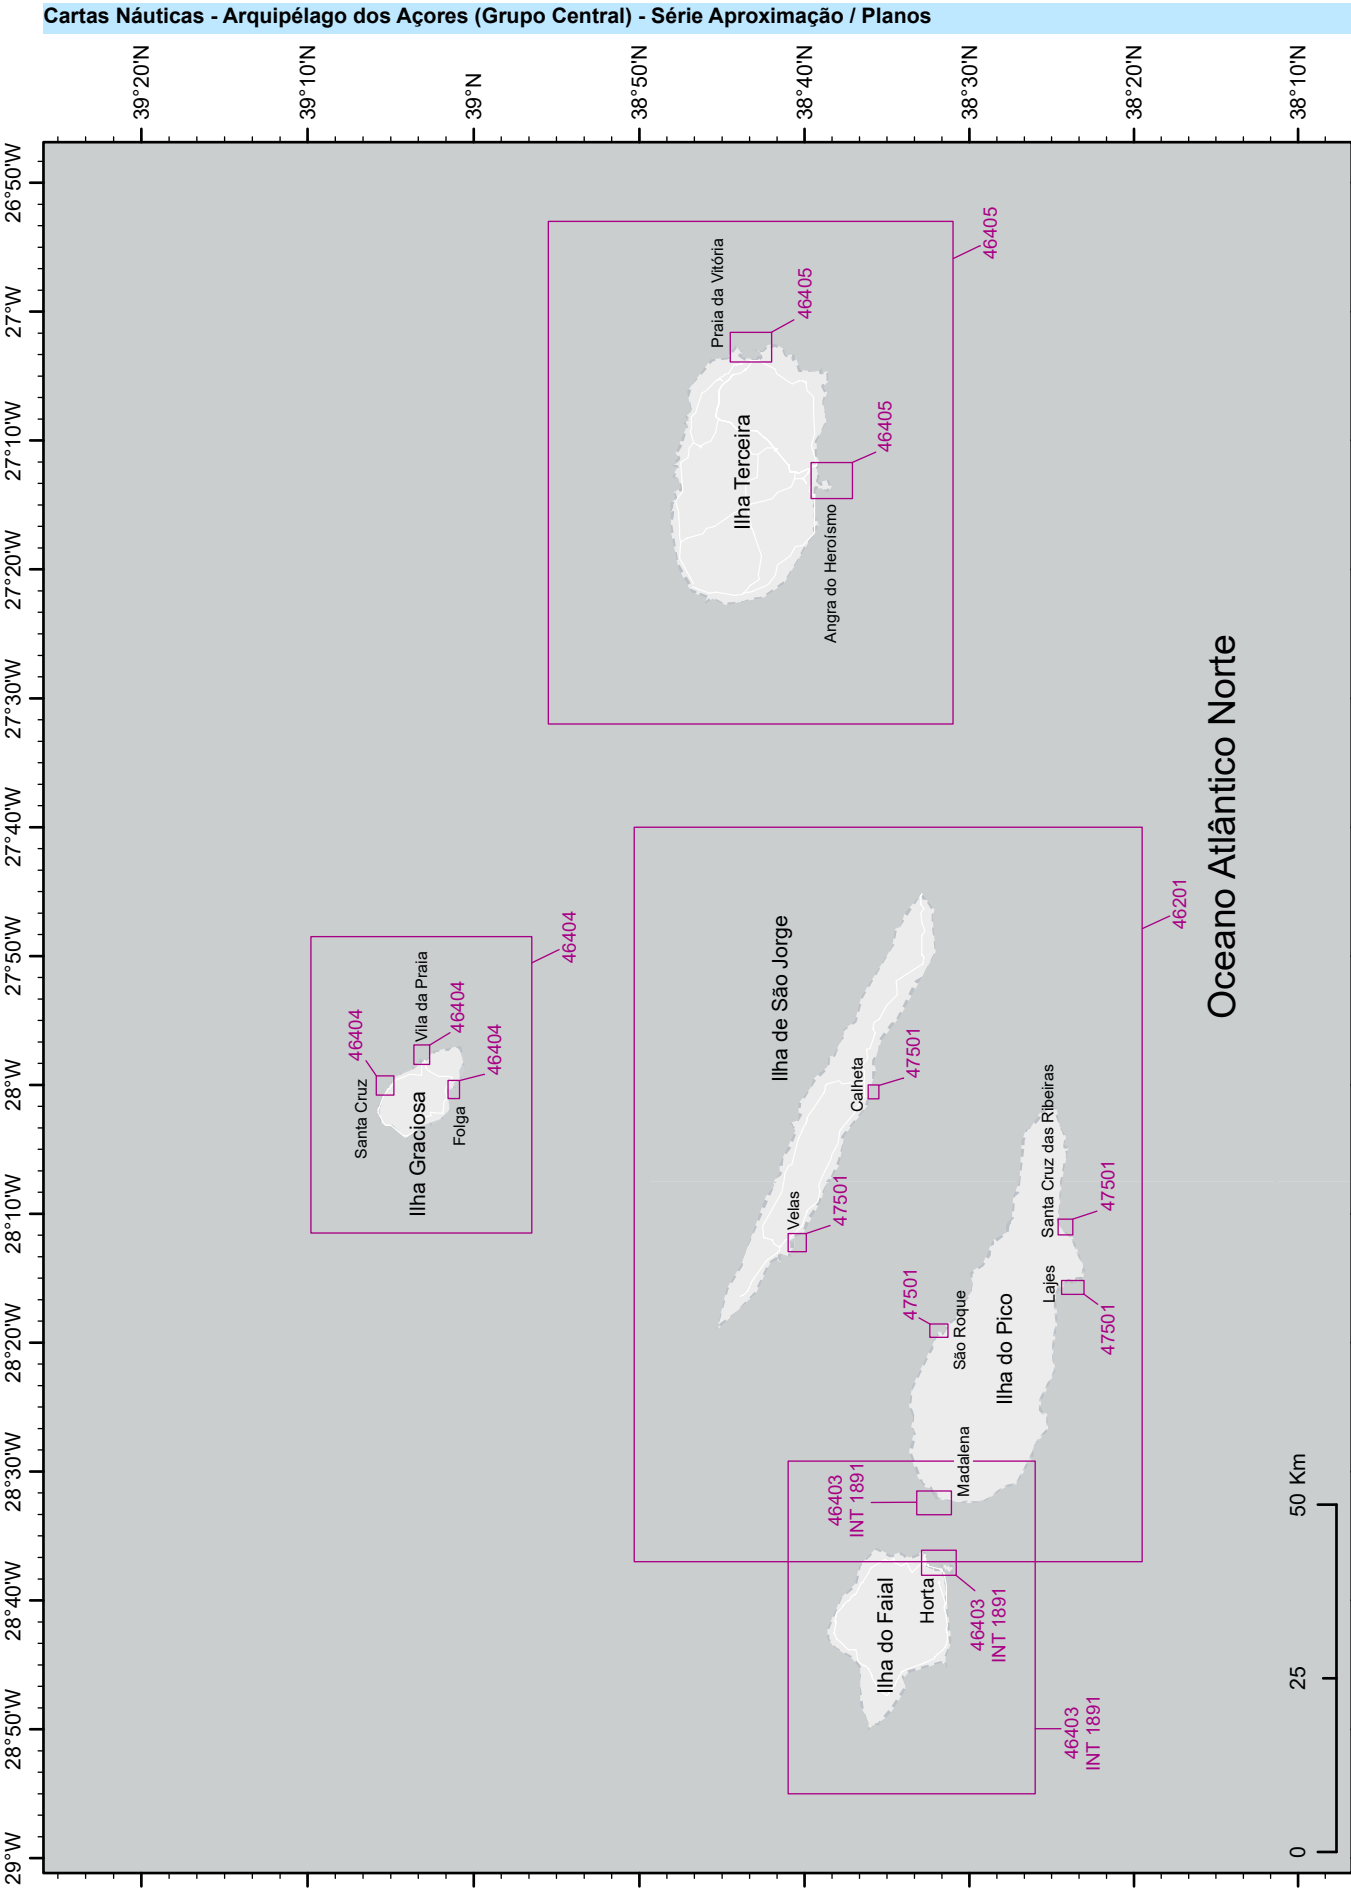 Cartas Náuticas - Arquipélago dos Açores (Grupo Central) - Série Aproximação / Planos
39°20'N
39°10'N
39°N
38°50'N
38°40'N
38°30'N
38°20'N
38°10'N
26°50'W
27°W
27°10'W
27°20'W
27°30'W
27°40'W
27°50'W
28°W
28°10'W
28°20'W
28°30'W
28°40'W
28°50'W
29°W
46405
Praia da Vitória
46405
Ilha Terceira
46405
Angra do Heroísmo
Oceano Atlântico Norte
46404
Vila da Praia
46404
46404
46404
Santa Cruz
Folga
Ilha Graciosa
46201
Ilha de São Jorge
Calheta
47501
Velas
47501
Santa Cruz das Ribeiras
47501
Lajes
47501
47501
São Roque
Ilha do Pico
Madalena
46403
INT 1891
Horta
46403
INT 1891
Ilha do Faial
46403
INT 1891
0
25
50 Km